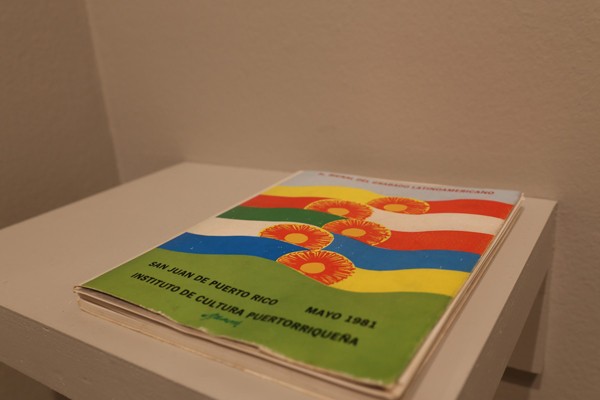 BIENAL DEL GRABADO LATINOAMERICANO
SAN JUAN DE PUERTO RICO MAYO 1981
INSTITUTO DE CULTURA PUERTORRIQUEÑA